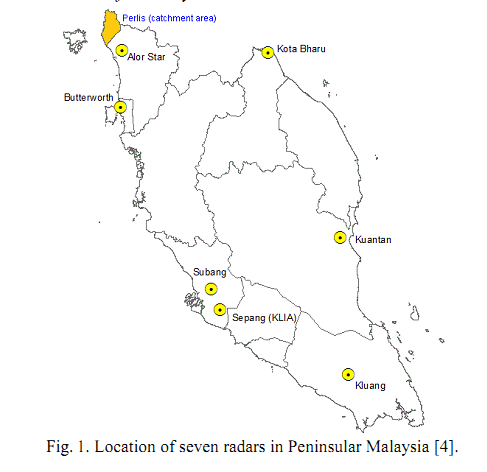 Perlis (catchment area)
Kota Bharu
Alor Star
Butterworth
Kuantan
Subang
Sepang (KLIA)
Kluang
Fig. 1. Location of seven radars in Peninsular Malaysia [4].